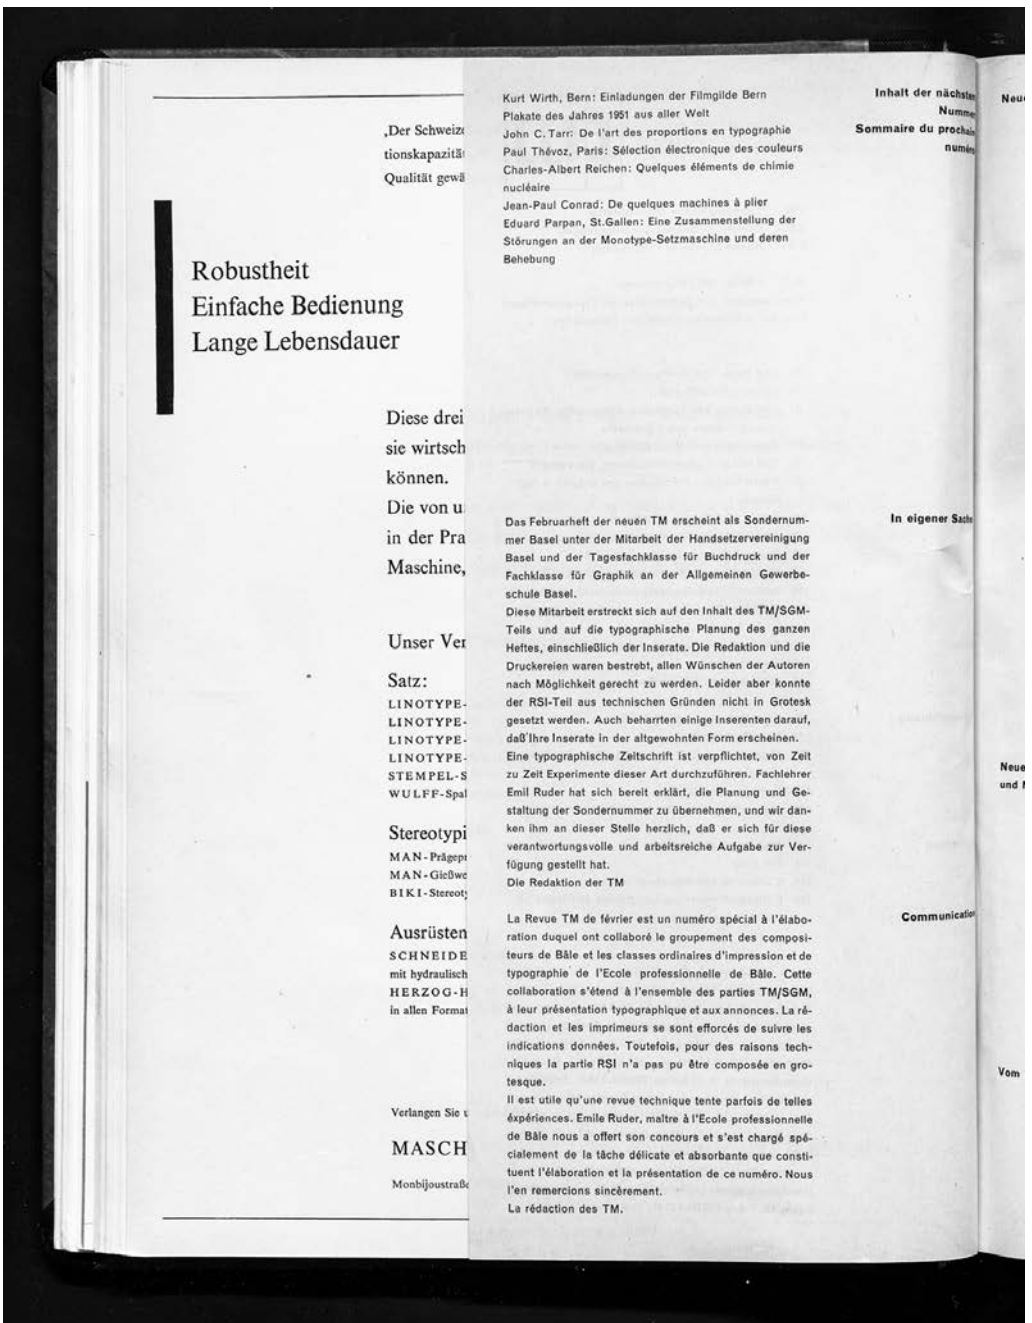 ,Der Schweiz
tionskapazitä
Qualität gewä
Robustheit
Einfache Bedienung
Lange Lebensdauer
Diese drei
sie wirtsch
können.
Die von u
in der Pra
Maschine,
Unser Ver
Satz:
LINOTYPE-
LINOTYPE-
LINOTYPE-
LINOTYPE-
STEMPEL-S
WULFF-Spal
Stereotypi
MAN-Prägepr
MAN-Gießwe
BIKI-Stereoty
Ausrüsten
SCHNEIDE
mit hydraulisch
HERZOG-H
in allen Format
Verlangen Sie u
MASCH
Monbijoustraße
Kurt Wirth, Bern: Einladungen der Filmgilde Bern
Plakate des Jahres 1951 aus aller Welt
John C. Tarr: De l'art des proportions en typographie
Paul Thévoz, Paris: Sélection électronique des couleurs
Charles-Albert Reichen: Quelques éléments de chimie
nucléaire
Jean-Paul Conrad: De quelques machines à plier
Eduard Parpan, St.Gallen: Eine Zusammenstellung der
Störungen an der Monotype-Setzmaschine und deren
Behebung
Inhalt der nächsten
Nummer
Sommaire du prochain
numéro
Das Februarheft der neuen TM erscheint als Sondernum-
mer Basel unter der Mitarbeit der Handsetzervereinigung
Basel und der Tagesfachklasse für Buchdruck und der
Fachklasse für Graphik an der Allgemeinen Gewerbe-
schule Basel.
Diese Mitarbeit erstreckt sich auf den Inhalt des TM/SGM-
Teils und auf die typographische Planung des ganzen
Heftes, einschließlich der Inserate. Die Redaktion und die
Druckereien waren bestrebt, allen Wünschen der Autoren
nach Möglichkeit gerecht zu werden. Leider aber konnte
der RSI-Teil aus technischen Gründen nicht in Grotesk
gesetzt werden. Auch beharrten einige Inserenten darauf,
daß Ihre Inserate in der altgewohnten Form erscheinen.
Eine typographische Zeitschrift ist verpflichtet, von Zeit
zu Zeit Experimente dieser Art durchzuführen. Fachlehrer
Emil Ruder hat sich bereit erklärt, die Planung und Ge-
staltung der Sondernummer zu übernehmen, und wir dan-
ken ihm an dieser Stelle herzlich, daß er sich für diese
verantwortungsvolle und arbeitsreiche Aufgabe zur Ver-
fügung gestellt hat.
Die Redaktion der TM
In eigener Sache
La Revue TM de février est un numéro spécial à l'élabo-
ration duquel ont collaboré le groupement des composi-
teurs de Bâle et les classes ordinaires d'impression et de
typographie de l'Ecole professionnelle de Bâle. Cette
collaboration s'étend à l'ensemble des parties TM/SGM,
à leur présentation typographique et aux annonces. La ré-
daction et les imprimeurs se sont efforcés de suivre les
indications données. Toutefois, pour des raisons tech-
niques la partie RSI n'a pas pu être composée en gro-
tesque.
Il est utile qu'une revue technique tente parfois de telles
éxpériences. Emile Ruder, maître à l'Ecole professionnelle
de Bâle nous a offert son concours et s'est chargé spé-
cialement de la tâche délicate et absorbante que consti-
tuent l'élaboration et la présentation de ce numéro. Nous
l'en remercions sincèrement.
La rédaction des TM.
Communication
Neue
und
Vom